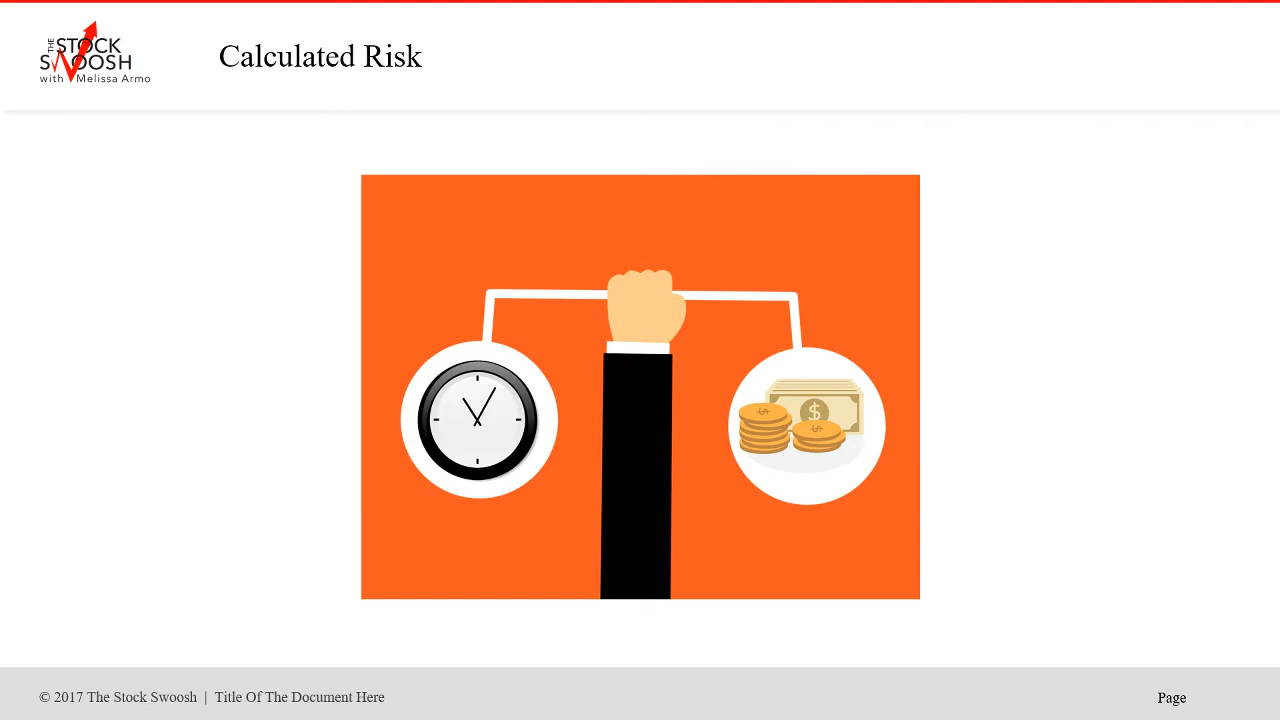 THE STOCK
SWOOSH
with Melissa Armo
Calculated Risk
$
$
$
© 2017 The Stock Swoosh | Title Of The Document Here
Page